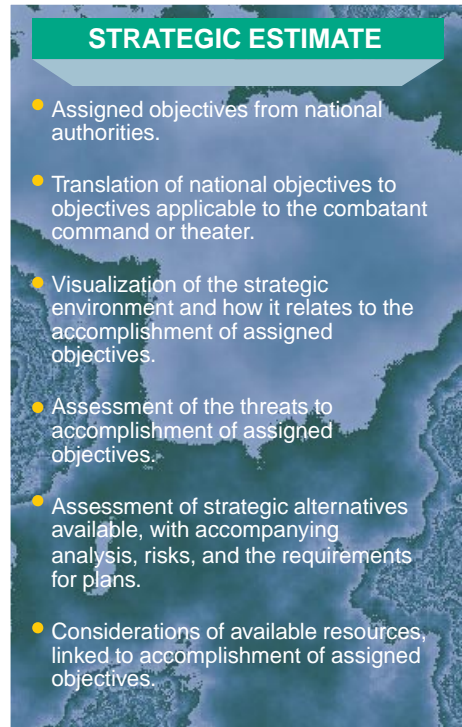 STRATEGIC ESTIMATE
Assigned objectives from national
authorities.
Translation of national objectives to
objectives applicable to the combatant
command or theater.
Visualization of the strategic
environment and how it relates to the
accomplishment of assigned
objectives.
Assessment of the threats to
accomplishment of assigned
objectives.
Assessment of strategic alternatives
available, with accompanying
analysis, risks, and the requirements
for plans.
Considerations of available resources,
linked to accomplishment of assigned
objectives.